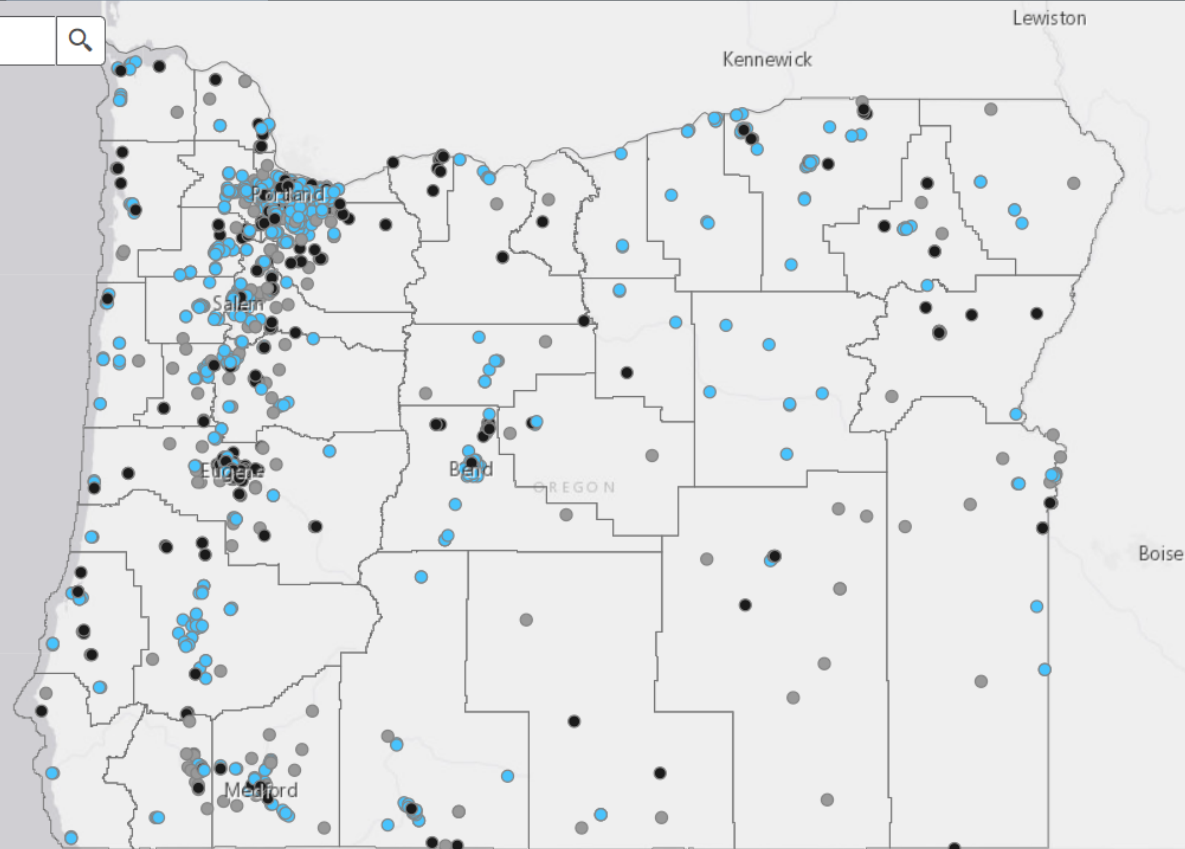 Lewiston
Kennewick
Portland
Salem
Eugene
Bend
OREGON
Boise
Medford